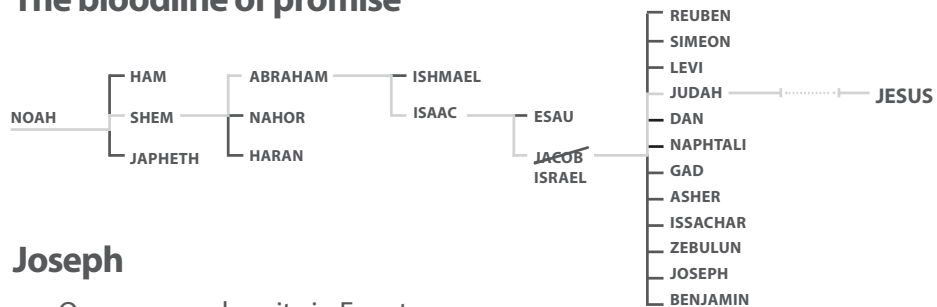 The bloodline of promise
NOAH
HAM
SHEM
JAPHETH
ABRAHAM
NAHOR
HARAN
ISHMAEL
ISAAC
ESAU
JACOB
ISRAEL
REUBEN
SIMEON
LEVI
JUDAH
DAN
NAPHTALI
GAD
ASHER
ISSACHAR
ZEBULUN
JOSEPH
BENJAMIN
JESUS
Joseph